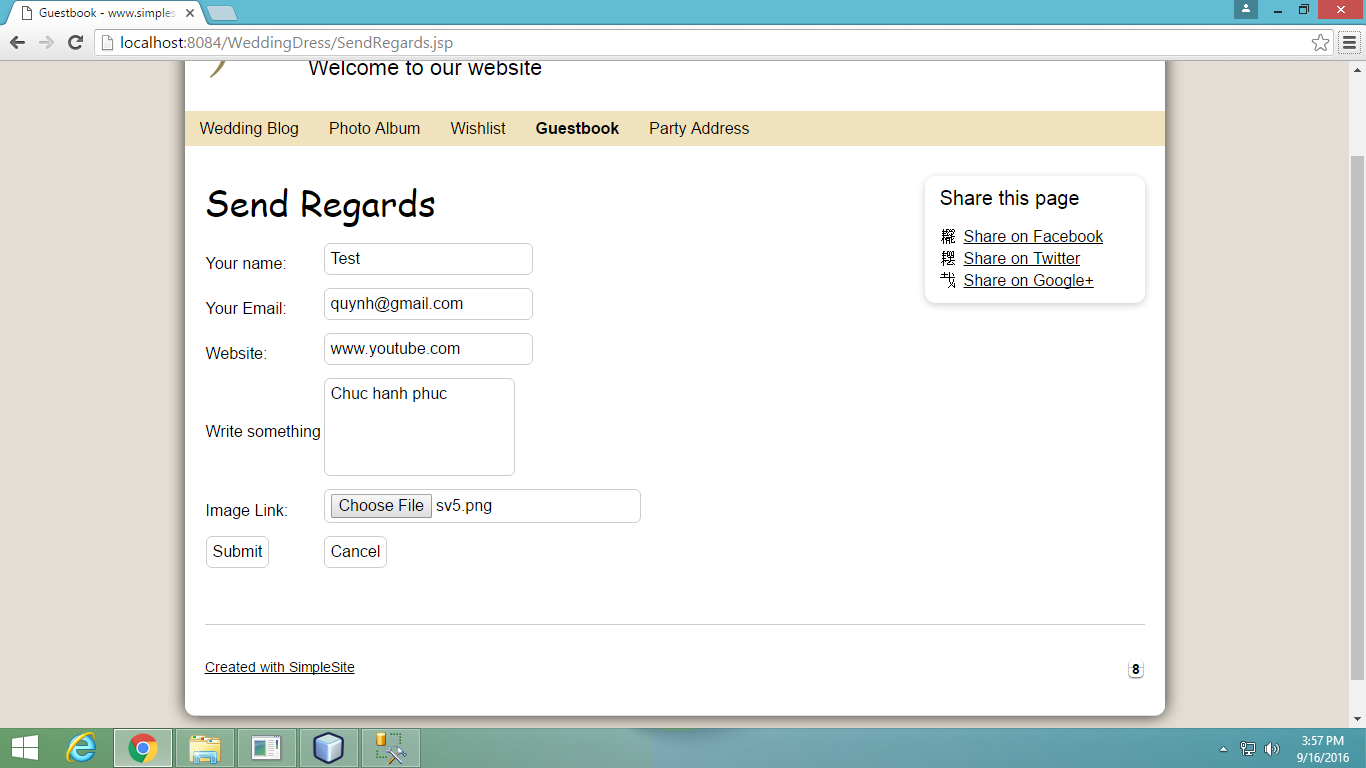 Guestbook - www.simples
localhost:8084/WeddingDress/SendRegards.jsp
Welcome to our website
Wedding Blog Photo Album Wishlist Guestbook Party Address
Send Regards
Your name: Test
Your Email: quynh@gmail.com
Website: www.youtube.com
Write something Chuc hanh phuc
Image Link: Choose File sv5.png
Submit Cancel
Share this page
Share on Facebook
Share on Twitter
Share on Google+
Created with SimpleSite
8
3:57 PM
9/16/2016